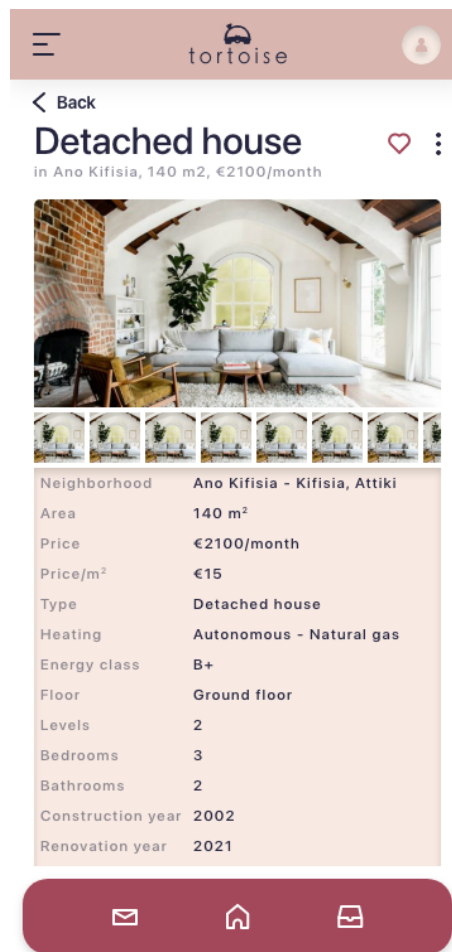 tortoise
Back
Detached house
in Ano Kifisia, 140 m2, €2100/month
Neighborhood Ano Kifisia - Kifisia, Attiki
Area 140 m²
Price €2100/month
Price/m² €15
Type Detached house
Heating Autonomous - Natural gas
Energy class B+
Floor Ground floor
Levels 2
Bedrooms 3
Bathrooms 2
Construction year 2002
Renovation year 2021